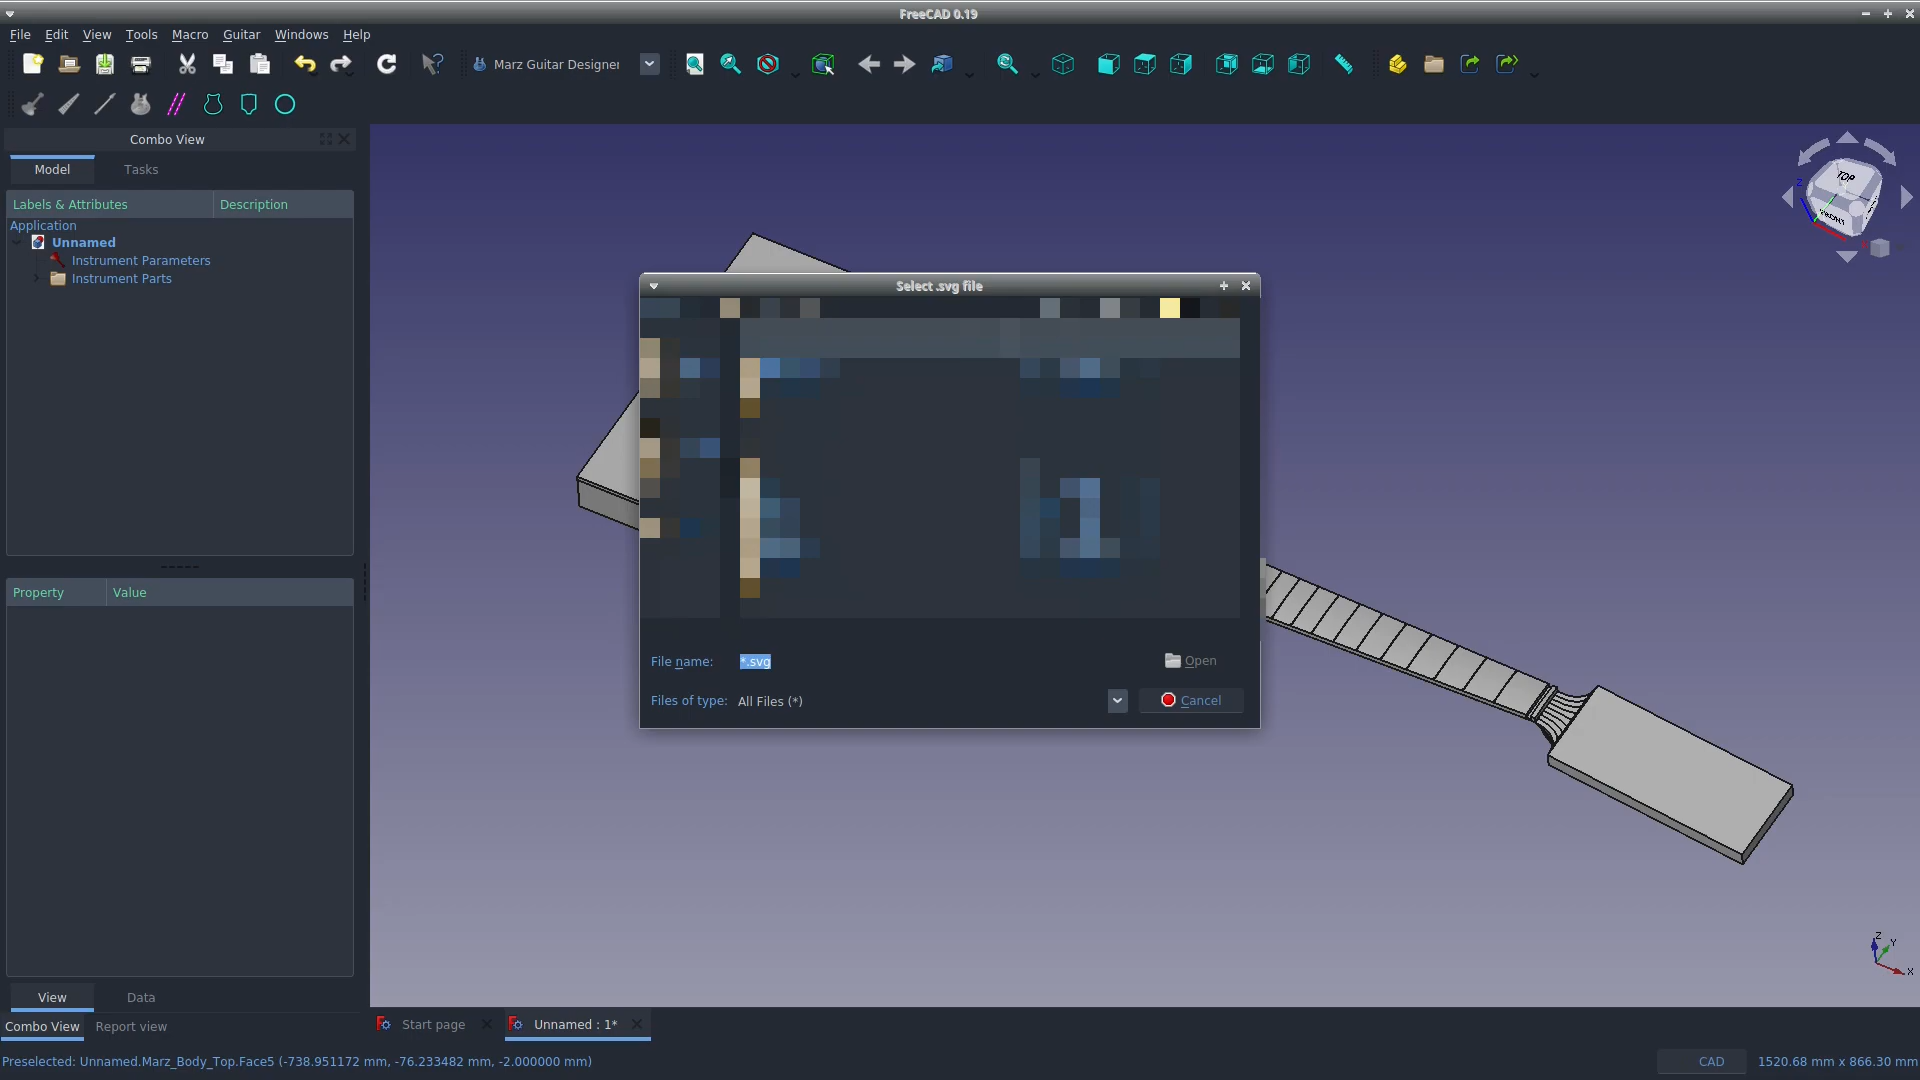 FreeCAD 0.19
File Edit View Tools Macro Guitar Windows Help
Marz Guitar Designer
Combo View
Model Tasks
Labels & Attributes Description
Application
Unnamed
Instrument Parameters
Instrument Parts
Property Value
View Data
Combo View Report view
TOP
FRONT
Z
X
Select .svg file
File name: *.svg Open
Files of type: All Files (*) Cancel
Z
Y
X
Start page Unnamed : 1*
Preselected: Unnamed.Marz_Body_Top.Face5 (-738.951172 mm, -76.233482 mm, -2.000000 mm) CAD 1520.68 mm x 866.30 mm